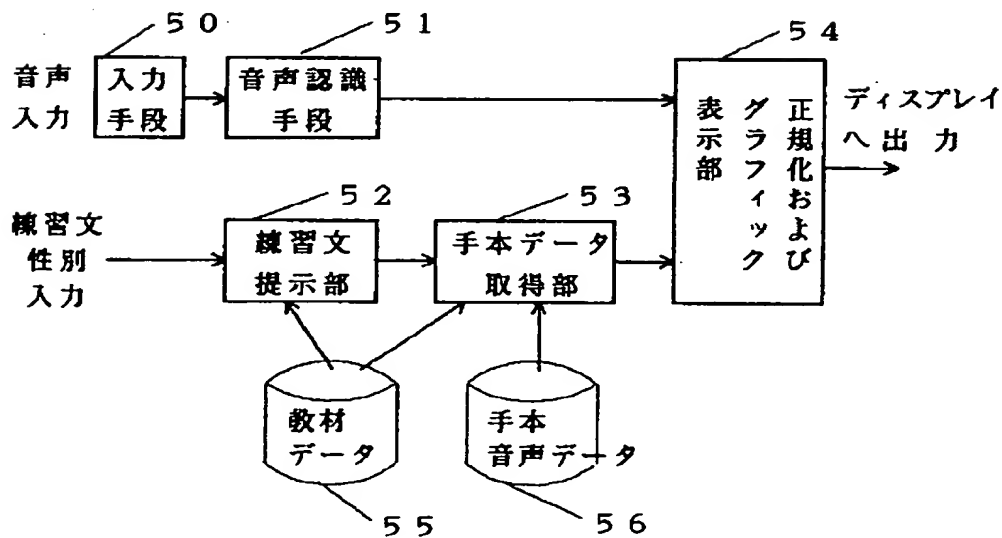 50
51
54
音声
入力
入力
手段
音声認識
手段
正規化および
グラフィック
表示部
ディスプレイ
へ出力
52
53
練習文
性別
入力
練習文
提示部
手本データ
取得部
教材
データ
手本
音声データ
55
56